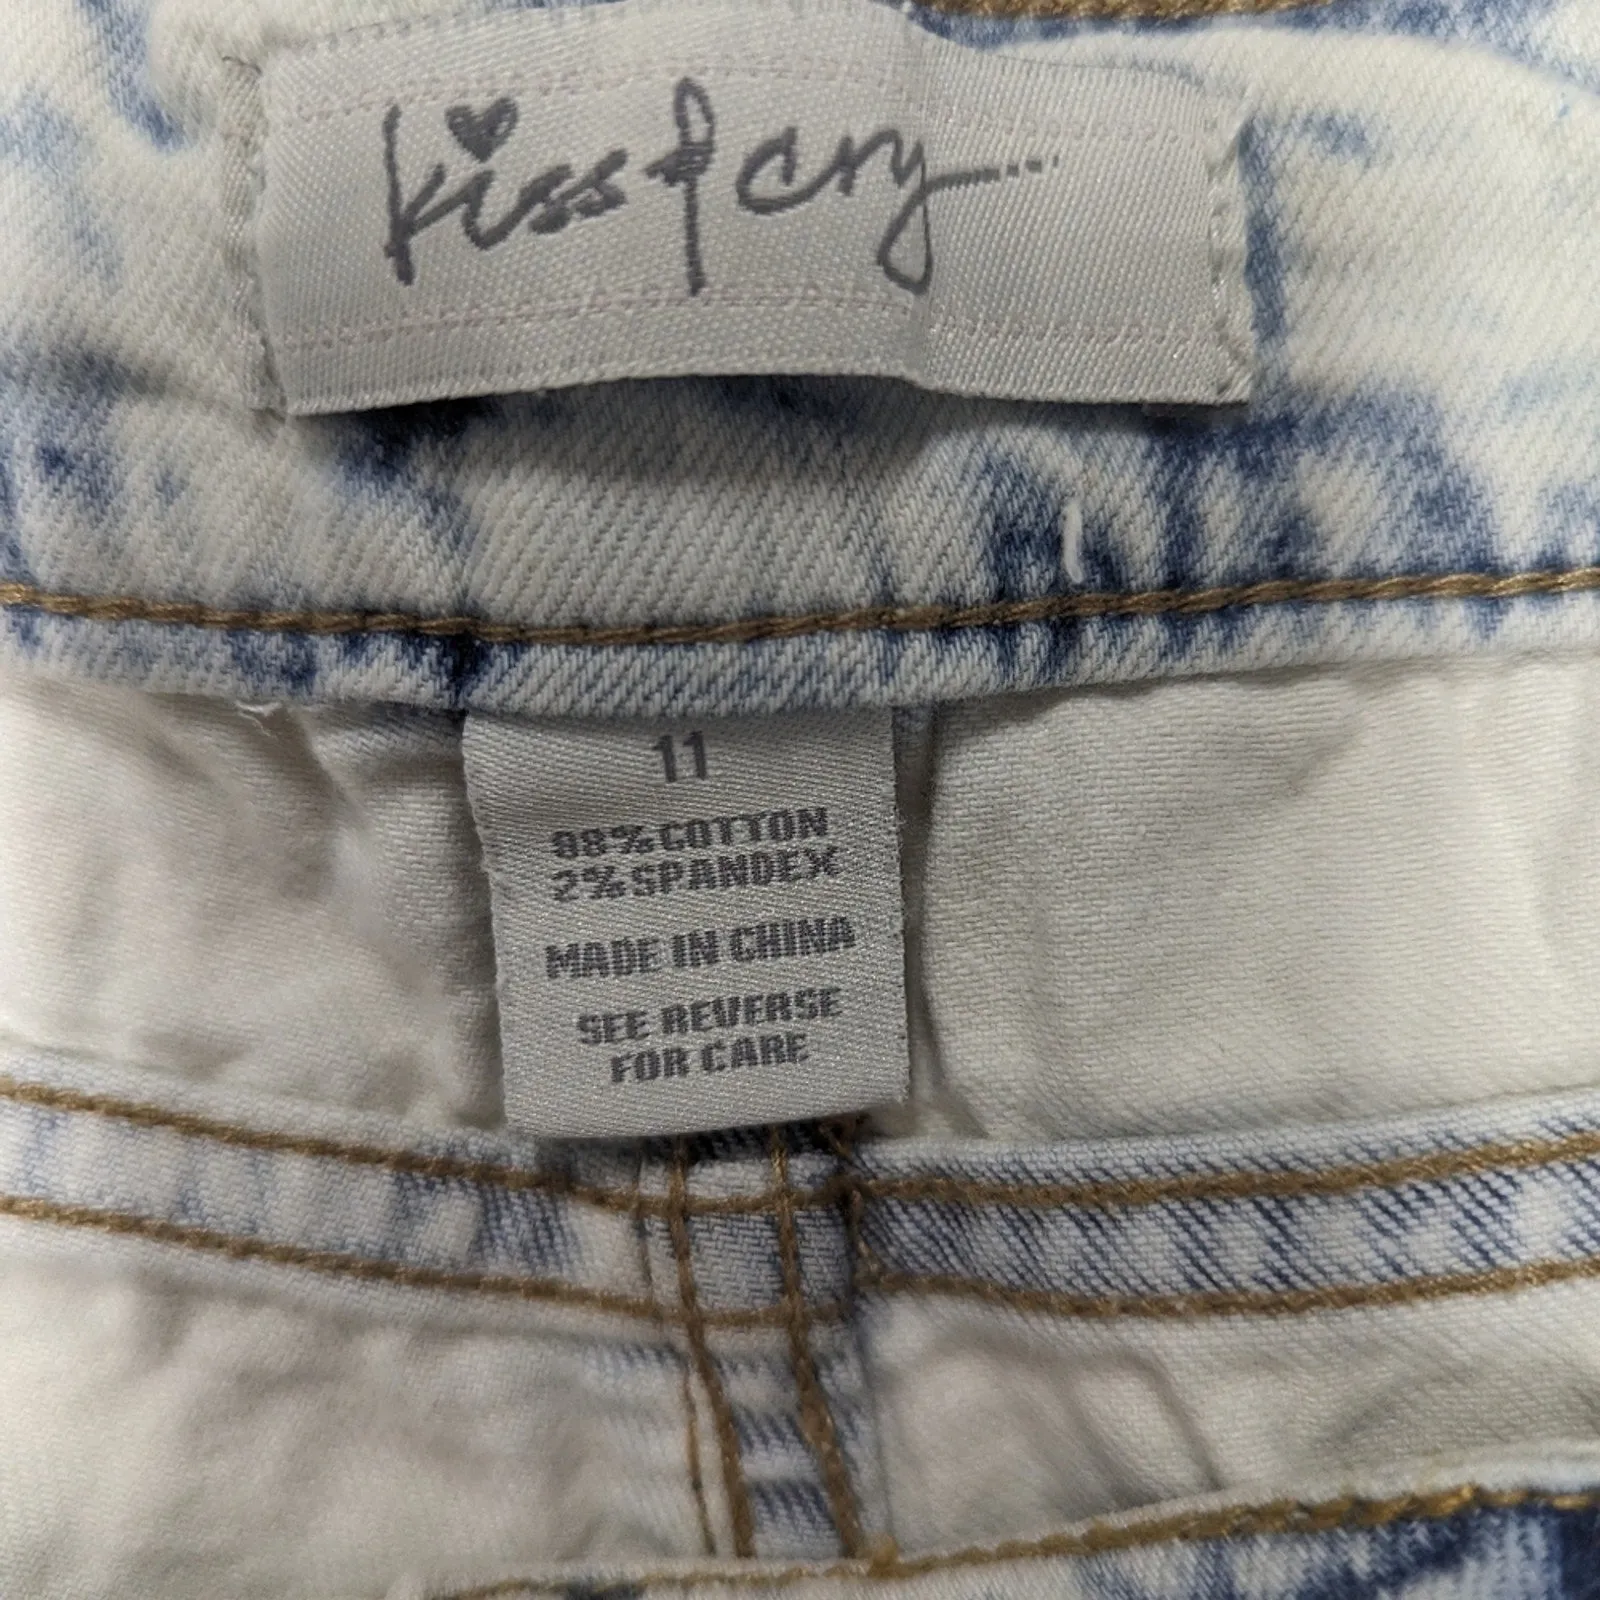 kiss & cry...
11
98% COTTON
2% SPANDEX
MADE IN CHINA
SEE REVERSE
FOR CARE